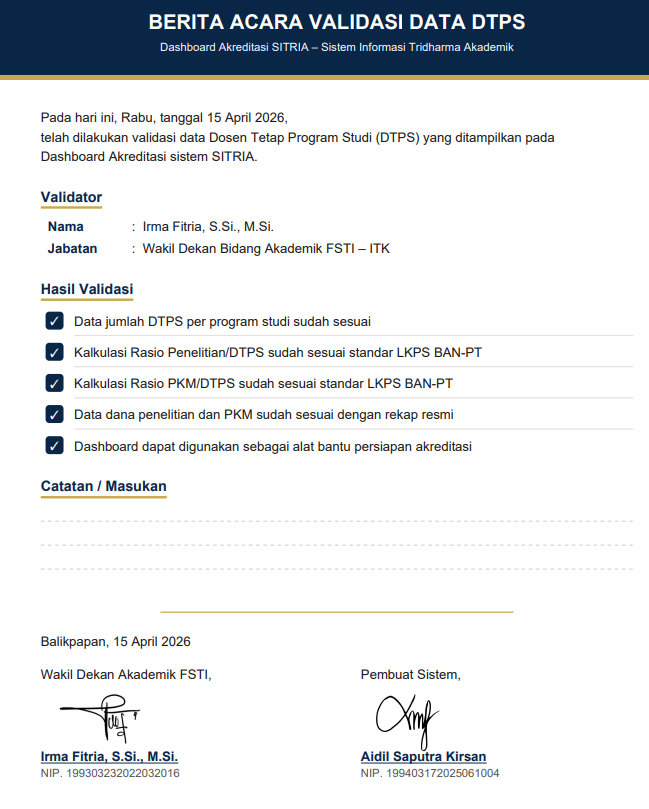 BERITA ACARA VALIDASI DATA DTPS
Dashboard Akreditasi SITRIA – Sistem Informasi Tridharma Akademik
Pada hari ini, Rabu, tanggal 15 April 2026,
telah dilakukan validasi data Dosen Tetap Program Studi (DTPS) yang ditampilkan pada
Dashboard Akreditasi sistem SITRIA.
Validator
Nama : Irma Fitria, S.Si., M.Si.
Jabatan : Wakil Dekan Bidang Akademik FSTI – ITK
Hasil Validasi
✓ Data jumlah DTPS per program studi sudah sesuai
✓ Kalkulasi Rasio Penelitian/DTPS sudah sesuai standar LKPS BAN-PT
✓ Kalkulasi Rasio PKM/DTPS sudah sesuai standar LKPS BAN-PT
✓ Data dana penelitian dan PKM sudah sesuai dengan rekap resmi
✓ Dashboard dapat digunakan sebagai alat bantu persiapan akreditasi
Catatan / Masukan
Balikpapan, 15 April 2026
Wakil Dekan Akademik FSTI,
Irma Fitria, S.Si., M.Si.
NIP. 199303232022032016
Pembuat Sistem,
Aidil Saputra Kirsan
NIP. 199403172025061004